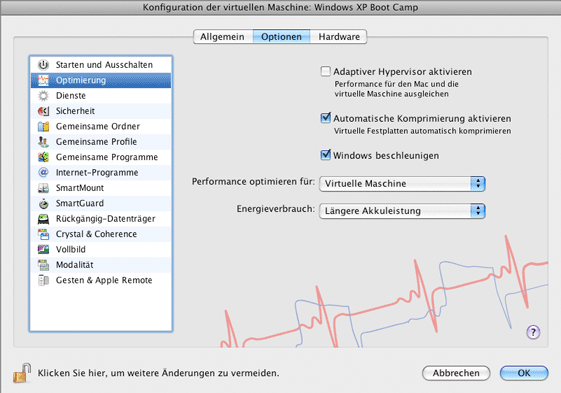 Konfiguration der virtuellen Maschine: Windows XP Boot Camp
Allgemein
Optionen
Hardware
Starten und Ausschalten
Optimierung
Dienste
Sicherheit
Gemeinsame Ordner
Gemeinsame Profile
Gemeinsame Programme
Internet-Programme
SmartMount
SmartGuard
Rückgängig-Datenträger
Crystal & Coherence
Vollbild
Modalität
Gesten & Apple Remote
Adaptiver Hypervisor aktivieren
Performance für den Mac und die
virtuelle Maschine ausgleichen
Automatische Komprimierung aktivieren
Virtuelle Festplatten automatisch komprimieren
Windows beschleunigen
Performance optimieren für: Virtuelle Maschine
Energieverbrauch: Längere Akkuleistung
?
Klicken Sie hier, um weitere Änderungen zu vermeiden.
Abbrechen
OK